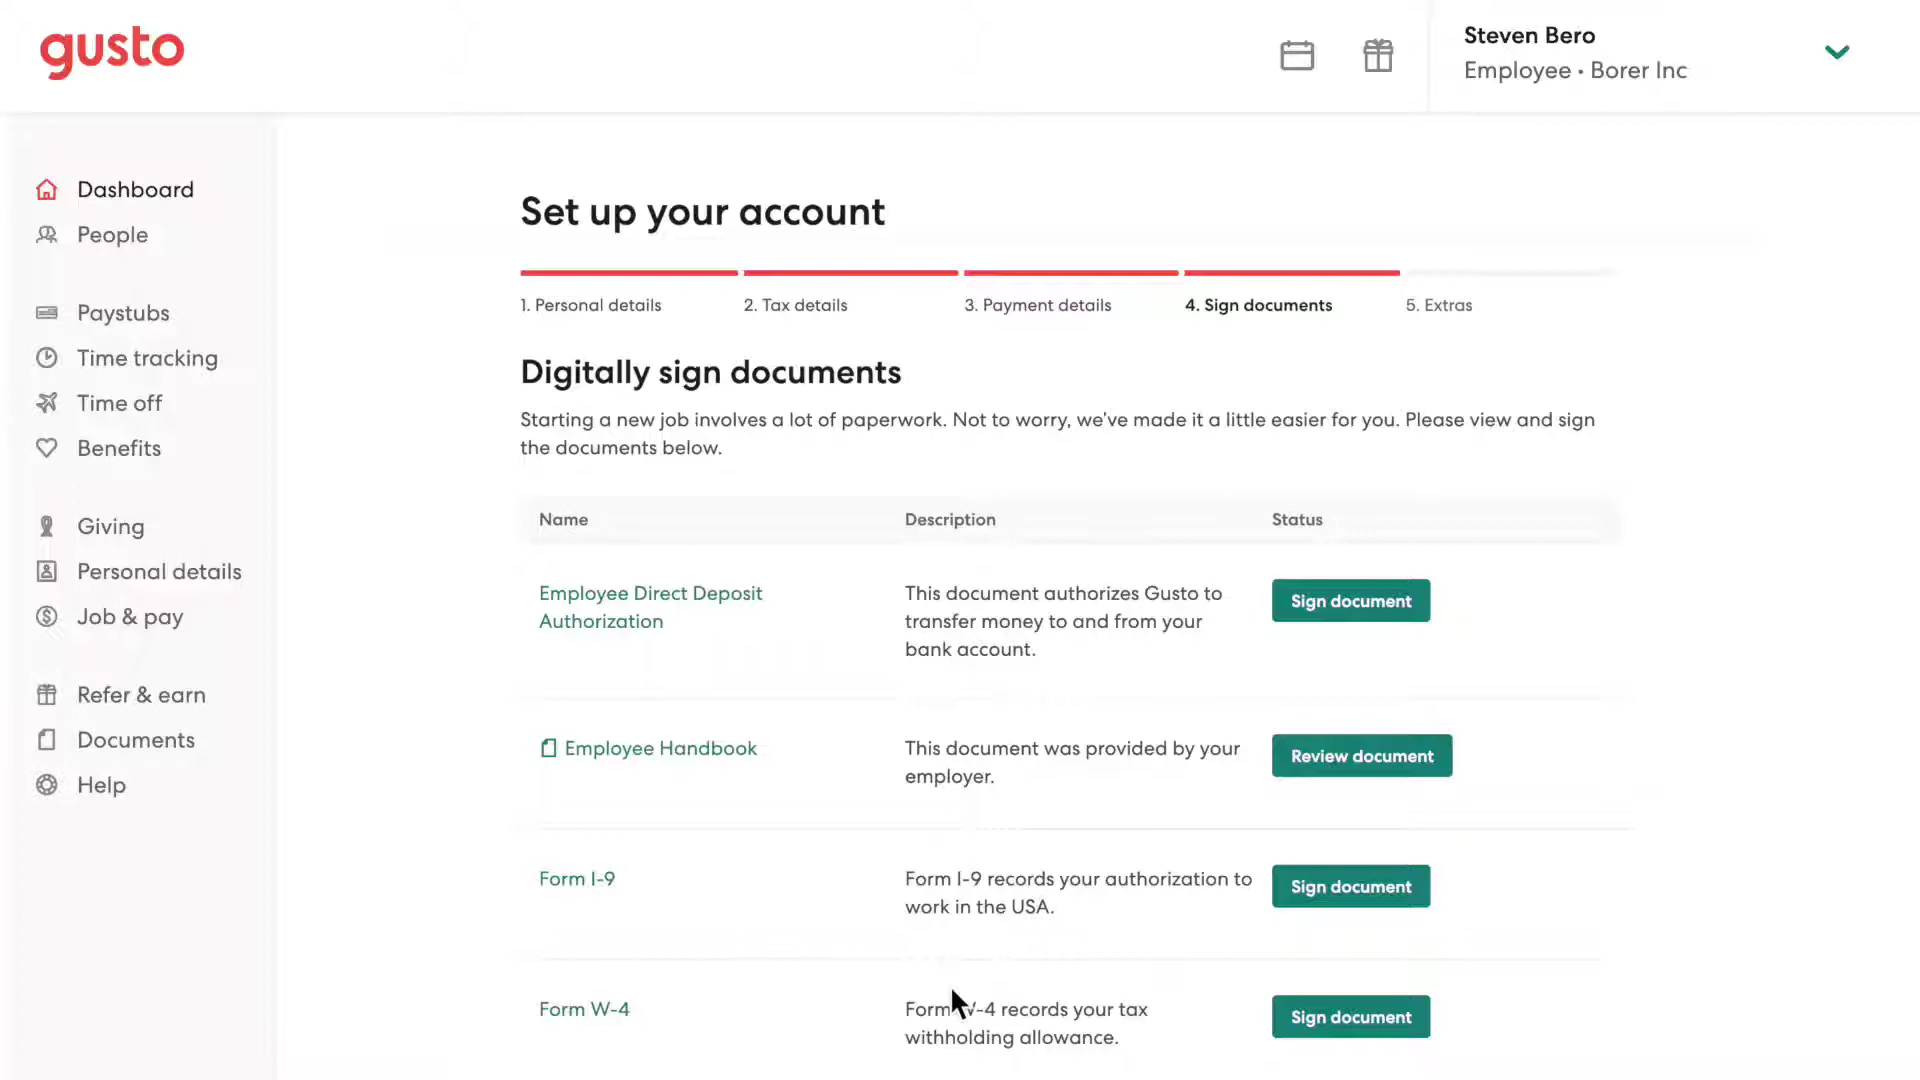 gusto
Steven Bero
Employee • Borer Inc
Dashboard
People
Paystubs
Time tracking
Time off
Benefits
Giving
Personal details
Job & pay
Refer & earn
Documents
Help
Set up your account
1. Personal details
2. Tax details
3. Payment details
4. Sign documents
5. Extras
Digitally sign documents
Starting a new job involves a lot of paperwork. Not to worry, we've made it a little easier for you. Please view and sign
the documents below.
Name
Description
Status
Employee Direct Deposit
Authorization
This document authorizes Gusto to
transfer money to and from your
bank account.
Sign document
Employee Handbook
This document was provided by your
employer.
Review document
Form I-9
Form I-9 records your authorization to
work in the USA.
Sign document
Form W-4
Form W-4 records your tax
withholding allowance.
Sign document